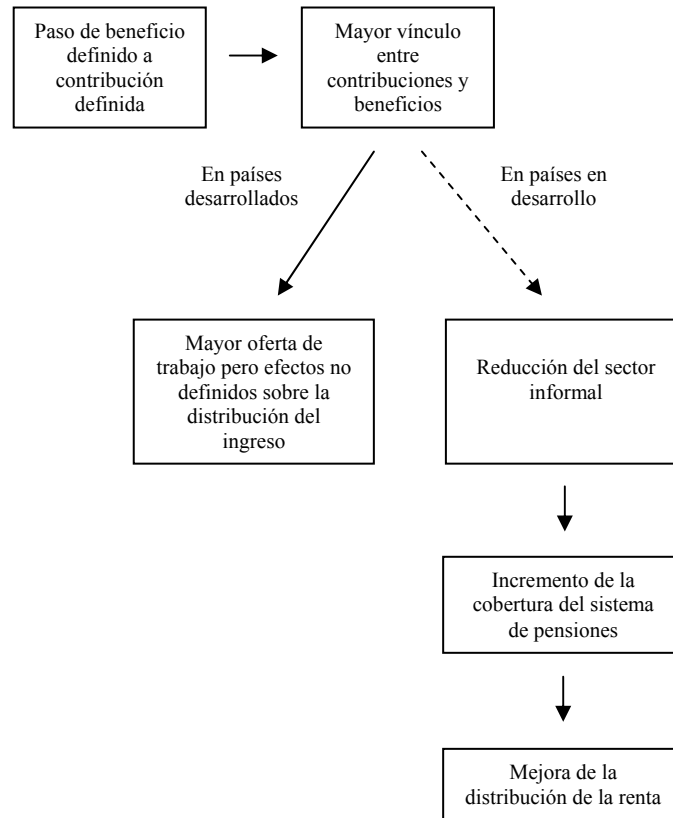 Paso de beneficio
definido a
contribución
definida
Mayor vínculo
entre
contribuciones y
beneficios
En países
desarrollados
En países en
desarrollo
Mayor oferta de
trabajo pero efectos no
definidos sobre la
distribución del
ingreso
Reducción del sector
informal
Incremento de la
cobertura del sistema
de pensiones
Mejora de la
distribución de la renta